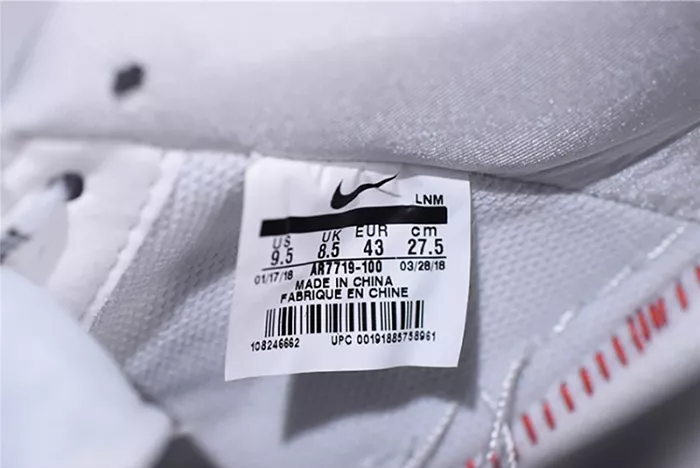 LNM
US UK EUR cm
9.5 8.5 43 27.5
01/17/18 AR7719-100 03/28/18
MADE IN CHINA
FABRIQUE EN CHINE
108246662 UPC 00191885758961